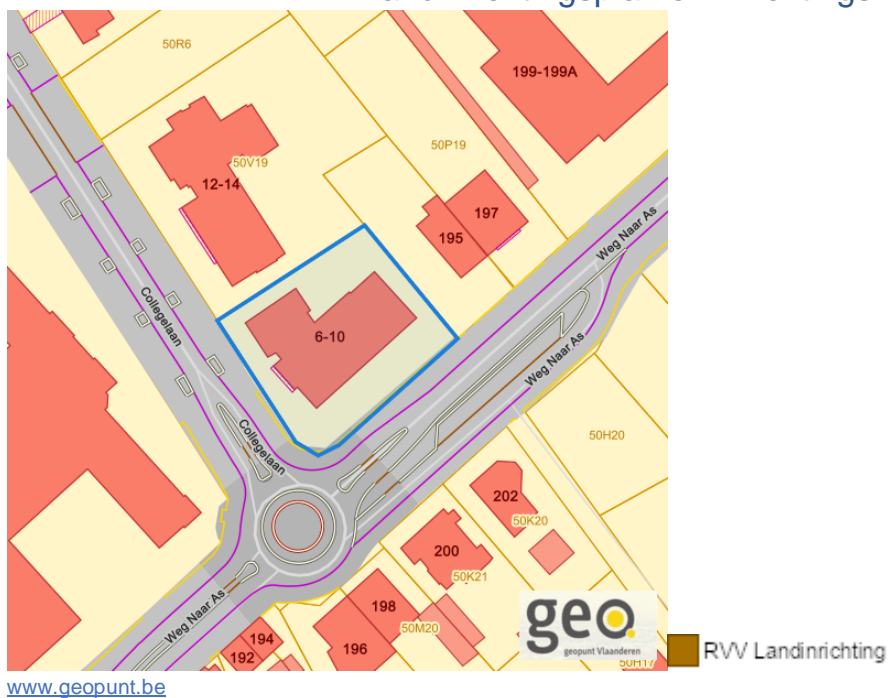 50R6
199-199A
50P19
50V19
12-14
197
195
Weg Naar As
Collegelaan
6-10
Weg Naar As
Collegelaan
50H20
202
50K20
200
50K21
198
50M20
194
192
196
Weg Naar As
geo
geopunt Vlaanderen
50H17
RVV Landinrichting
www.geopunt.be